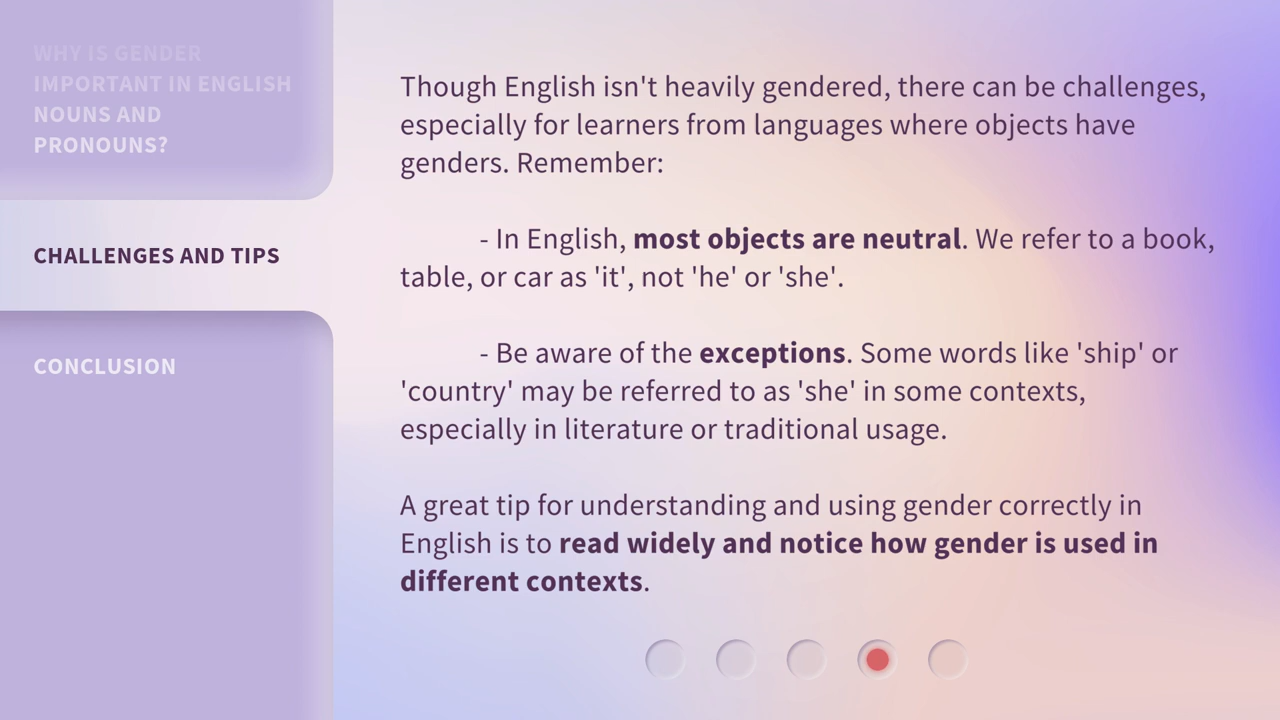 WHY IS GENDER
IMPORTANT IN ENGLISH
NOUNS AND
PRONOUNS?
CHALLENGES AND TIPS
CONCLUSION
Though English isn't heavily gendered, there can be challenges,
especially for learners from languages where objects have
genders. Remember:
- In English, most objects are neutral. We refer to a book,
table, or car as 'it', not 'he' or 'she'.
- Be aware of the exceptions. Some words like 'ship' or
'country' may be referred to as 'she' in some contexts,
especially in literature or traditional usage.
A great tip for understanding and using gender correctly in
English is to read widely and notice how gender is used in
different contexts.